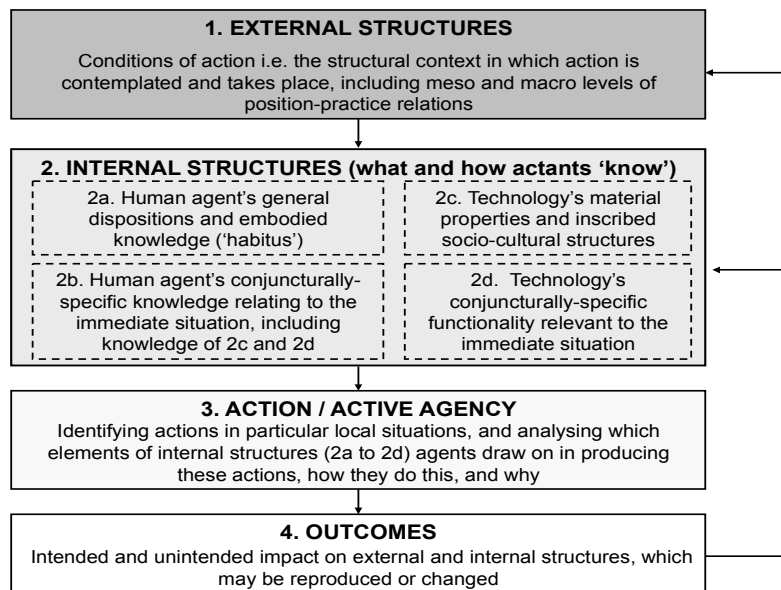 1. EXTERNAL STRUCTURES
Conditions of action i.e. the structural context in which action is
contemplated and takes place, including meso and macro levels of
position-practice relations
2. INTERNAL STRUCTURES (what and how actants ‘know’)
2a. Human agent’s general
dispositions and embodied
knowledge (‘habitus’)
2c. Technology’s material
properties and inscribed
socio-cultural structures
2b. Human agent’s conjuncturally-
specific knowledge relating to the
immediate situation, including
knowledge of 2c and 2d
2d. Technology’s
conjuncturally-specific
functionality relevant to the
immediate situation
3. ACTION / ACTIVE AGENCY
Identifying actions in particular local situations, and analysing which
elements of internal structures (2a to 2d) agents draw on in producing
these actions, how they do this, and why
4. OUTCOMES
Intended and unintended impact on external and internal structures, which
may be reproduced or changed